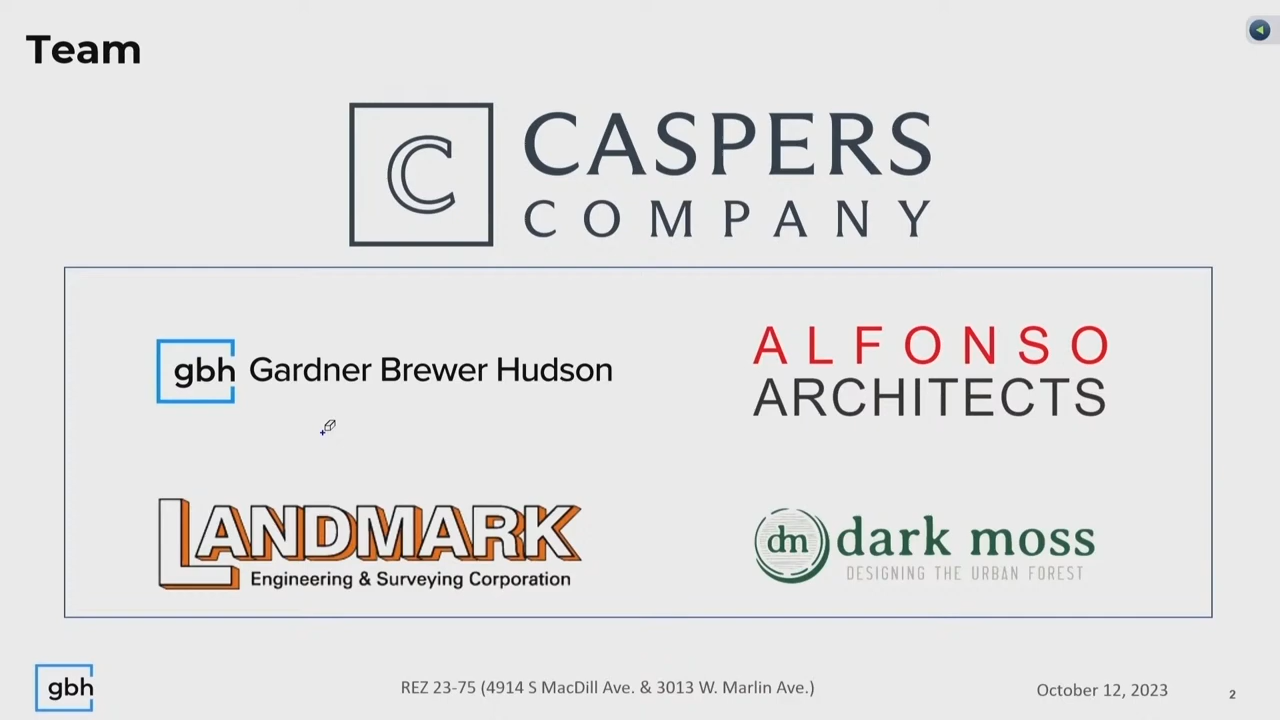 Team
C
CASPERS
COMPANY
gbh Gardner Brewer Hudson
ALFONSO
ARCHITECTS
LANDMARK
Engineering & Surveying Corporation
dm dark moss
DESIGNING THE URBAN FOREST
gbh
REZ 23-75 (4914 S MacDill Ave. & 3013 W. Marlin Ave.)
October 12, 2023
2